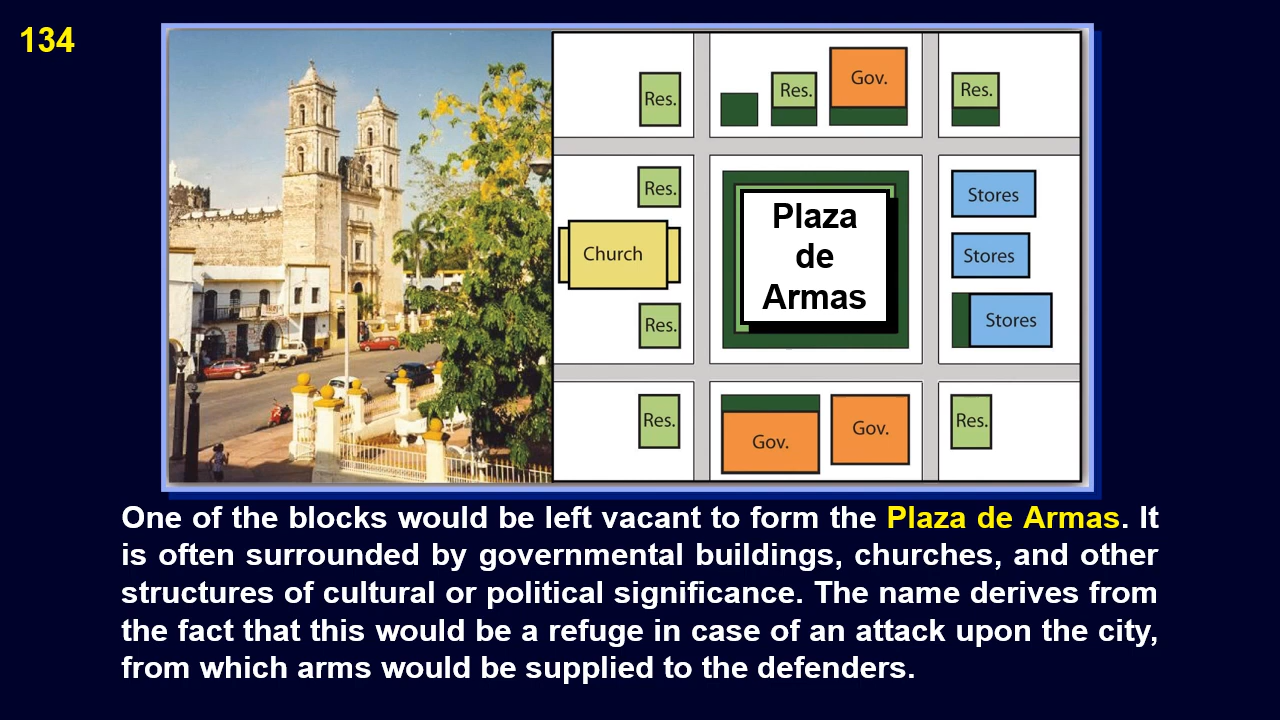 134
Res.
Res.
Gov.
Res.
Res.
Church
Res.
Plaza
de
Armas
Stores
Stores
Stores
Res.
Gov.
Gov.
Res.
One of the blocks would be left vacant to form the Plaza de Armas. It
is often surrounded by governmental buildings, churches, and other
structures of cultural or political significance. The name derives from
the fact that this would be a refuge in case of an attack upon the city,
from which arms would be supplied to the defenders.